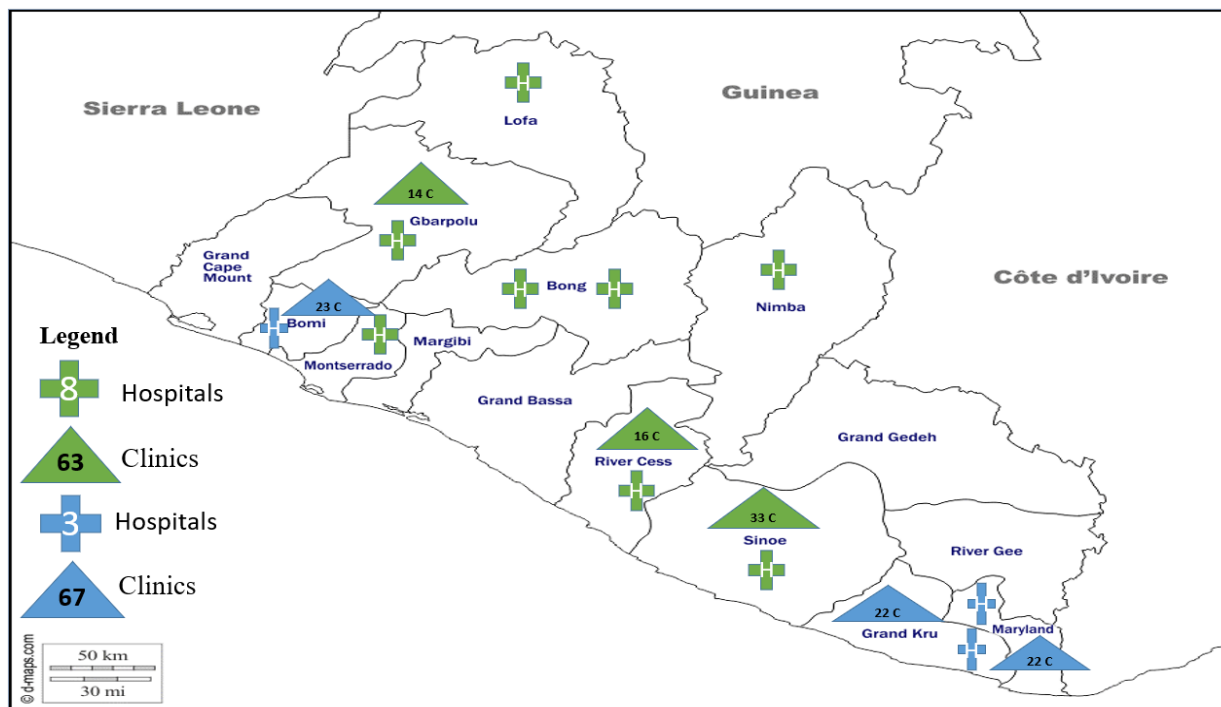 Sierra Leone
Guinea
Côte d'Ivoire
H
Lofa
14 C
Gbarpolu
H
Grand
Cape
Mount
H
Bong
H
H
Nimba
23 C
Bomi
H
H
Margibi
Montserrado
Grand Bassa
16 C
River Cess
H
Grand Gedeh
33 C
Sinoe
H
River Gee
22 C
Grand Kru
H
H
Maryland
22 C
Legend
8 Hospitals
63 Clinics
3 Hospitals
67 Clinics
50 km
30 mi
© d-maps.com